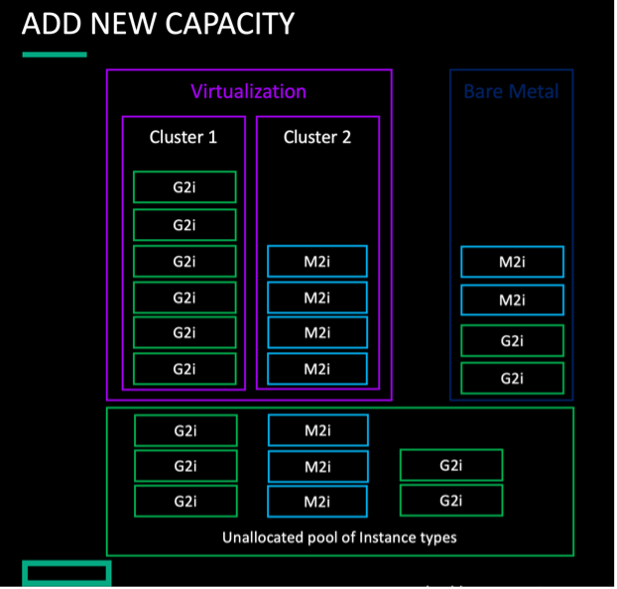 ADD NEW CAPACITY
Virtualization
Bare Metal
Cluster 1
Cluster 2
G2i
G2i
G2i
M2i
M2i
G2i
M2i
M2i
G2i
M2i
G2i
G2i
M2i
G2i
G2i
M2i
G2i
M2i
G2i
G2i
M2i
G2i
Unallocated pool of Instance types